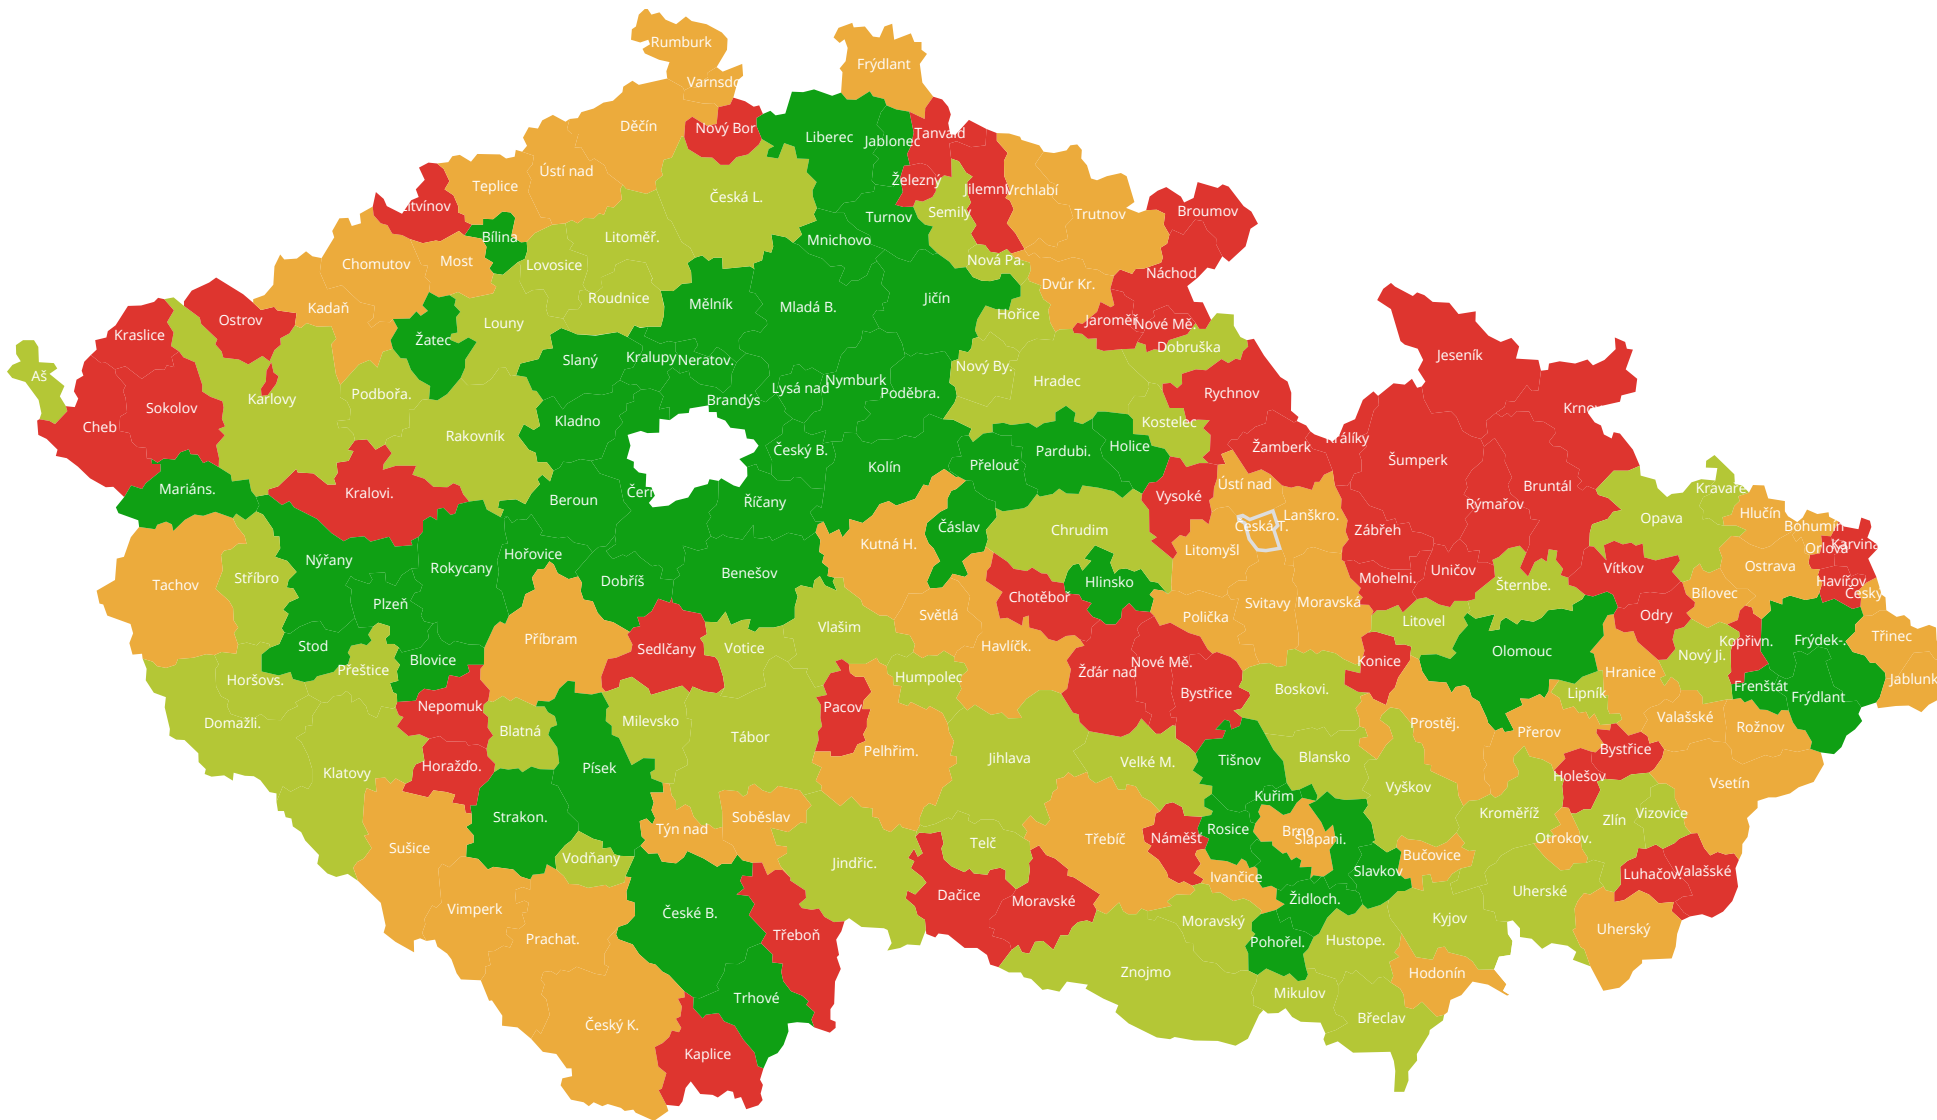 Rumburk
Frýdlant
Varnsdo
Děčín
Nový Bor
Liberec
Jablonec
Tanvald
Ústí nad
Teplice
Železný
Jilemni
Vrchlabí
Česká L.
Litvínov
Semily
Trutnov
Broumov
Turnov
Bílina
Litoměř.
Mnichovo
Most
Chomutov
Lovosice
Nová Pa.
Náchod
Dvůr Kr.
Roudnice
Jičín
Kadaň
Mělník
Mladá B.
Hořice
Ostrov
Louny
Jaroměř
Nové Mě.
Kraslice
Žatec
Dobruška
Slaný
Kralupy
Neratov.
Jeseník
Aš
Nový By.
Hradec
Nymburk
Lysá nad
Poděbra.
Podbořa.
Rychnov
Karlovy
Brandýs
Sokolov
Krnov
Kladno
Kostelec
Cheb
Rakovník
Králíky
Žamberk
Holice
Český B.
Pardubi.
Šumperk
Přelouč
Kolín
Mariáns.
Kralovi.
Ústí nad
Bruntál
Kravaře
Čern
Vysoké
Beroun
Říčany
Rýmařov
Hlučín
Lanškro.
Opava
Česká T.
Čáslav
Chrudim
Zábřeh
Bohumín
Kutná H.
Karviná
Orlová
Litomyšl
Hořovice
Nýřany
Rokycany
Ostrava
Vítkov
Uničov
Benešov
Stříbro
Mohelni.
Dobříš
Hlinsko
Havířov
Tachov
Šternbe.
Český
Bílovec
Chotěboř
Plzeň
Svitavy
Moravská
Světlá
Odry
Polička
Litovel
Vlašim
Třinec
Příbram
Frýdek-.
Kopřivn.
Stod
Havlíčk.
Votice
Sedlčany
Olomouc
Nový Ji.
Blovice
Konice
Nové Mě.
Přeštice
Žďár nad
Hranice
Humpolec
Horšovs.
Jablunk
Frenštát
Boskovi.
Bystřice
Lipník
Frýdlant
Nepomuk
Pacov
Valašské
Milevsko
Domažli.
Prostěj.
Rožnov
Blatná
Přerov
Tábor
Bystřice
Pelhřim.
Jihlava
Blansko
Tišnov
Velké M.
Horažďo.
Písek
Klatovy
Holešov
Vsetín
Vyškov
Kuřim
Kroměříž
Vizovice
Strakon.
Soběslav
Zlín
Týn nad
Rosice
Brno
Šlapani.
Otrokov.
Náměšť
Třebíč
Telč
Sušice
Bučovice
Vodňany
Jindřic.
Slavkov
Valašské
Luhačov.
Ivančice
Uherské
Dačice
Židloch.
Moravské
Vimperk
České B.
Kyjov
Moravský
Uherský
Třeboň
Prachat.
Hustope.
Pohořel.
Znojmo
Hodonín
Mikulov
Trhové
Břeclav
Český K.
Kaplice